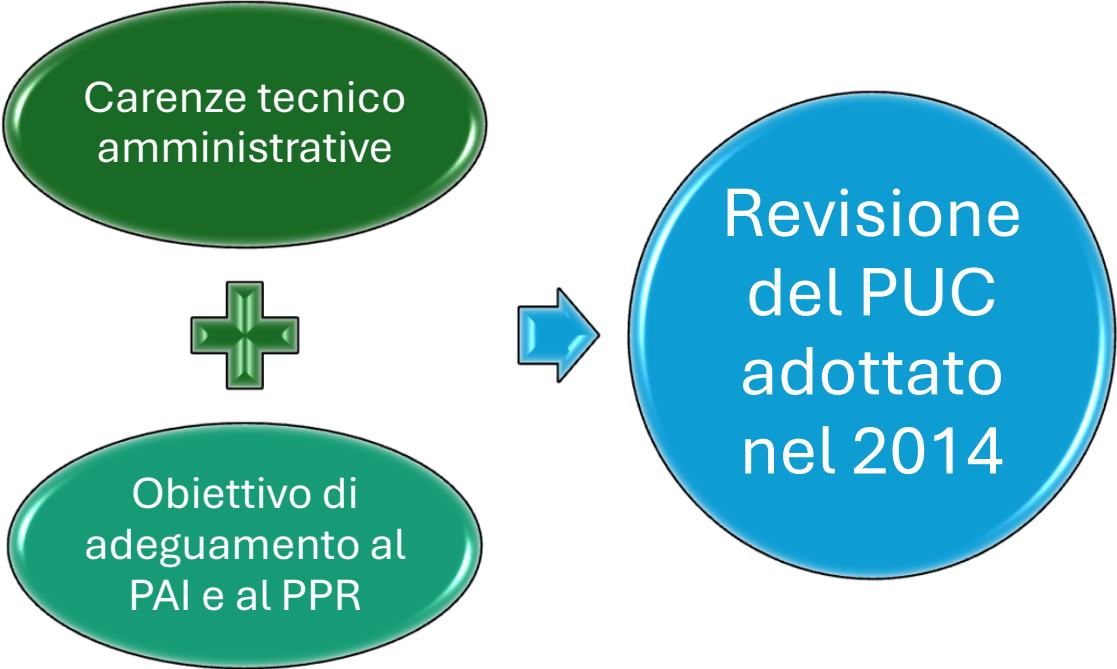 Carenze tecnico
amministrative
Obiettivo di
adeguamento al
PAI e al PPR
Revisione
del PUC
adottato
nel 2014